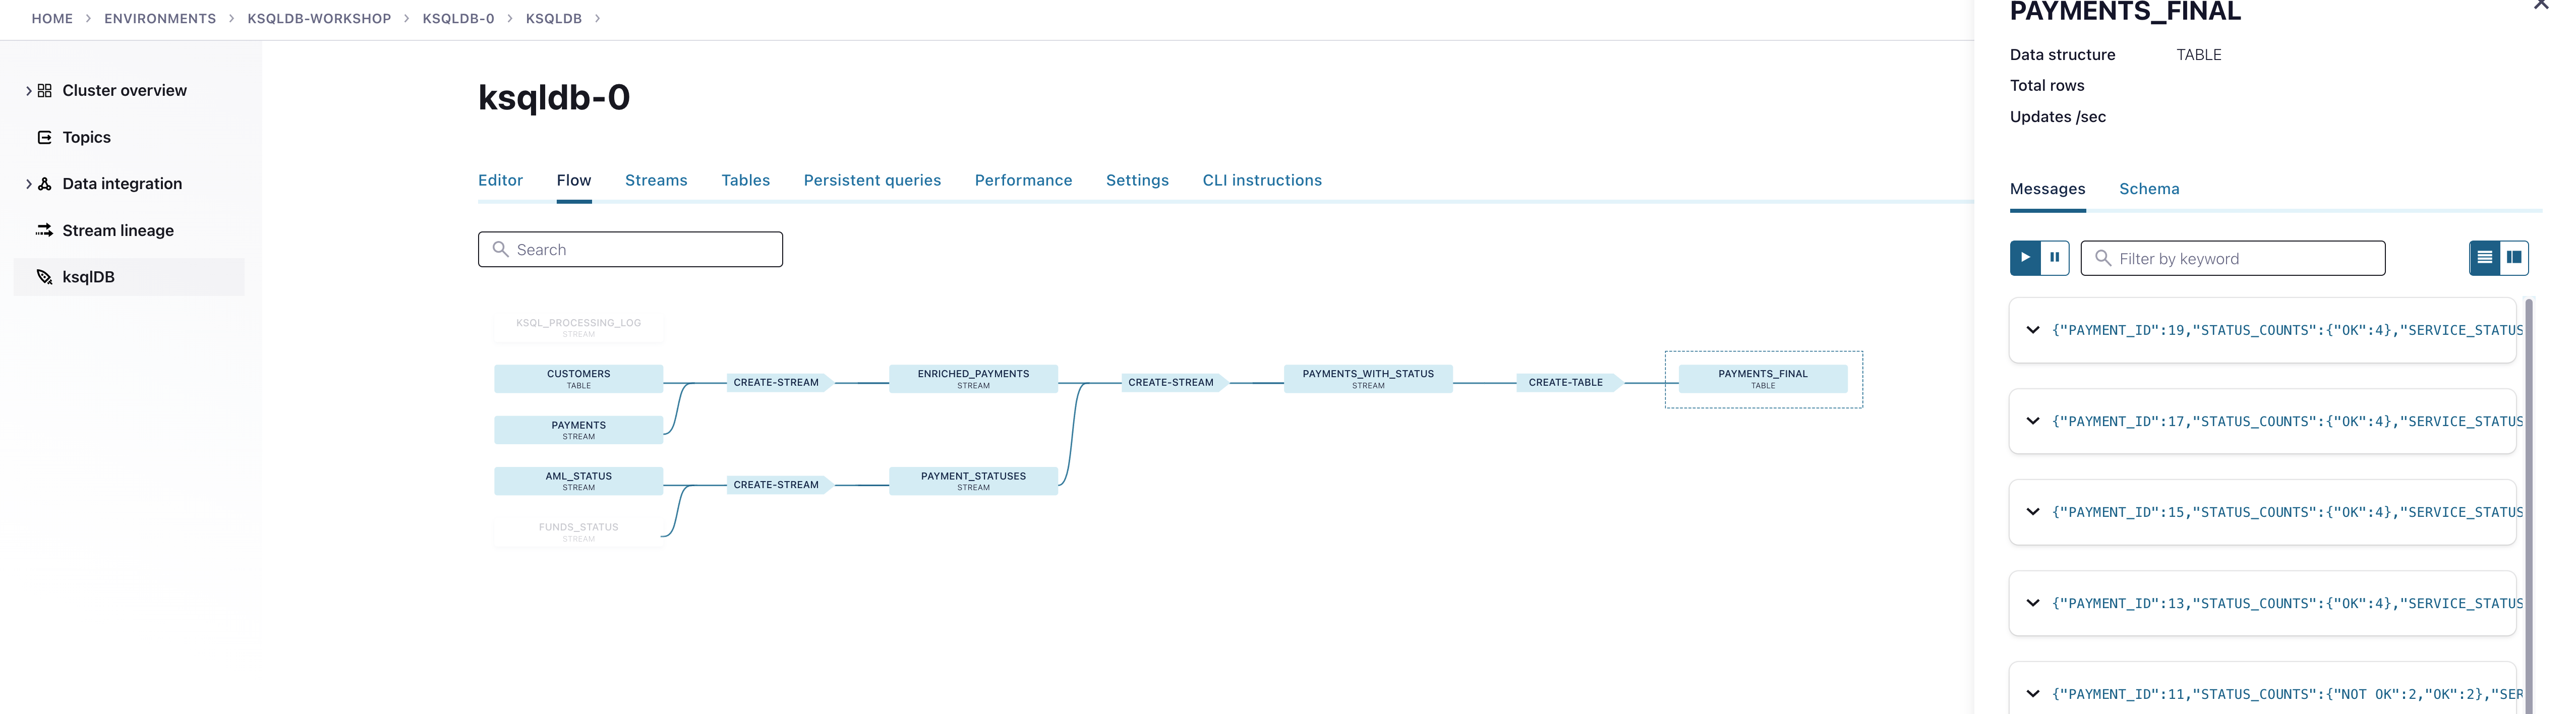 HOME > ENVIRONMENTS > KSQLDB-WORKSHOP > KSQLDB-0 > KSQLDB >
Cluster overview
Topics
Data integration
Stream lineage
ksqlDB
ksqldb-0
Editor Flow Streams Tables Persistent queries Performance Settings CLI instructions
Search
KSQL_PROCESSING_LOG
STREAM
CUSTOMERS
TABLE
CREATE-STREAM
ENRICHED_PAYMENTS
STREAM
CREATE-STREAM
PAYMENTS_WITH_STATUS
STREAM
CREATE-TABLE
PAYMENTS_FINAL
TABLE
PAYMENTS
STREAM
AML_STATUS
STREAM
CREATE-STREAM
PAYMENT_STATUSES
STREAM
FUNDS_STATUS
STREAM
PAYMENTS_FINAL
Data structure TABLE
Total rows
Updates /sec
Messages Schema
Filter by keyword
{"PAYMENT_ID":19,"STATUS_COUNTS":{"OK":4},"SERVICE_STATUS
{"PAYMENT_ID":17,"STATUS_COUNTS":{"OK":4},"SERVICE_STATUS
{"PAYMENT_ID":15,"STATUS_COUNTS":{"OK":4},"SERVICE_STATUS
{"PAYMENT_ID":13,"STATUS_COUNTS":{"OK":4},"SERVICE_STATUS
{"PAYMENT_ID":11,"STATUS_COUNTS":{"NOT OK":2,"OK":2},"SER